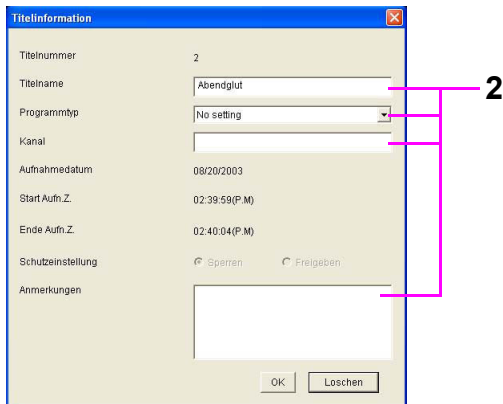 Titelinformation
Titelnummer 2
Titelname Abendglut
Programmtyp No setting
Kanal
Aufnahmedatum 08/20/2003
Start Aufn.Z. 02:39:59(P.M)
Ende Aufn.Z. 02:40:04(P.M)
Schutzeinstellung Sperren Freigeben
Anmerkungen
OK Loschen
2